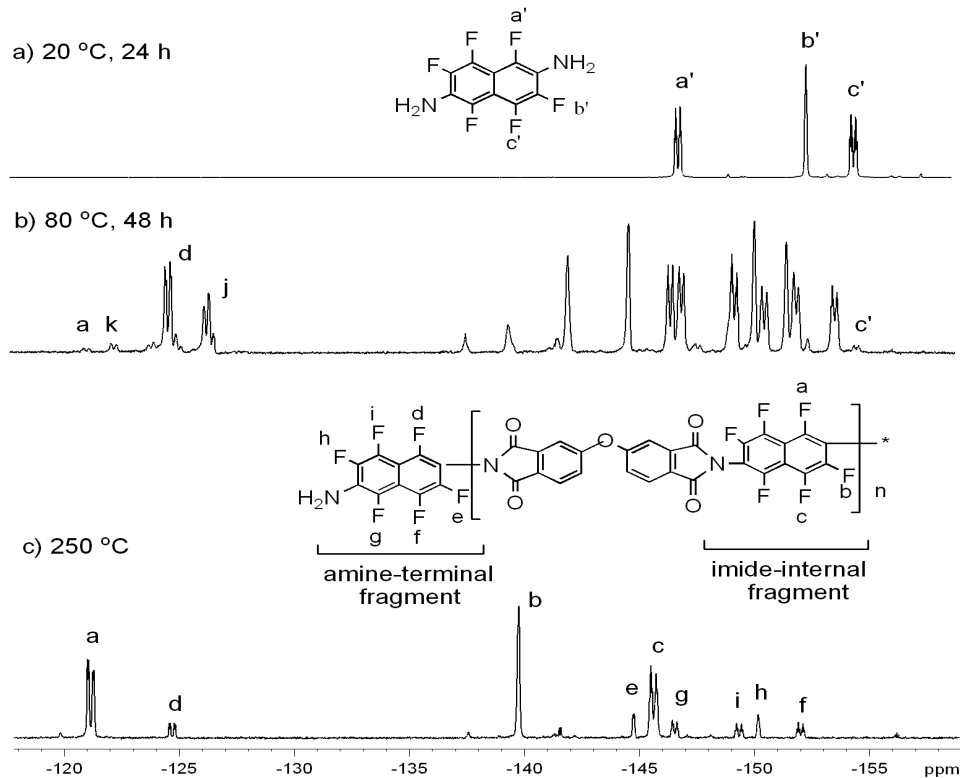 a) 20 °C, 24 h
a'
F F NH₂
F
H₂N F b'
F F
c'
a' b' c'
b) 80 °C, 48 h
a k d j c'
i d a
h F F O O F F
F N O N F *
H₂N F F F O O F F F b n
g f e c
c) 250 °C
amine-terminal
fragment
imide-internal
fragment
a d b e c g i h f
-120 -125 -130 -135 -140 -145 -150 -155 ppm